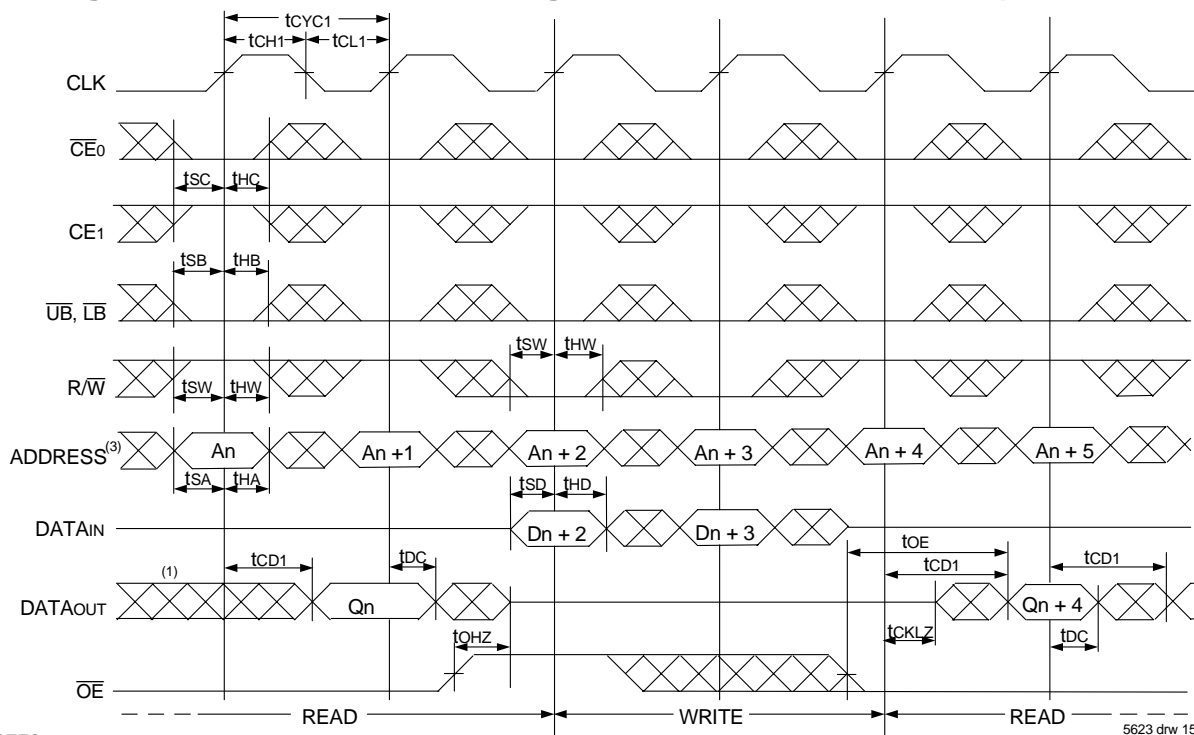 tCYC1
tCH1 tCL1
CLK
CE0
tSC tHC
CE1
tSB tHB
UB, LB
tSW tHW
R/W
tSW tHW
ADDRESS(3) An An +1 An + 2 An + 3 An + 4 An + 5
tSA tHA tSD tHD
DATAIN Dn + 2 Dn + 3
tOE
tCD1 tDC tCD1 tCD1
(1)
DATAOUT Qn Qn + 4
tOHZ tCKLZ tDC
OE
READ WRITE READ
5623 drw 15